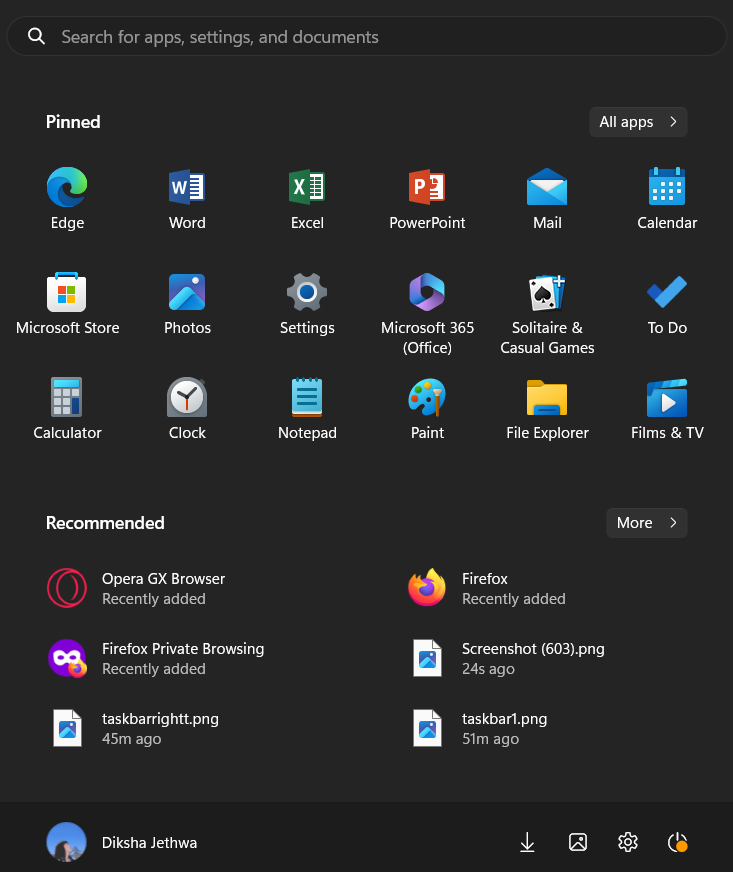 Search for apps, settings, and documents
Pinned
All apps
Edge
Word
Excel
PowerPoint
Mail
Calendar
Microsoft Store
Photos
Settings
Microsoft 365
(Office)
Solitaire &
Casual Games
To Do
Calculator
Clock
Notepad
Paint
File Explorer
Films & TV
Recommended
More
Opera GX Browser
Recently added
Firefox
Recently added
Firefox Private Browsing
Recently added
Screenshot (603).png
24s ago
taskbarrightt.png
45m ago
taskbar1.png
51m ago
Diksha Jethwa